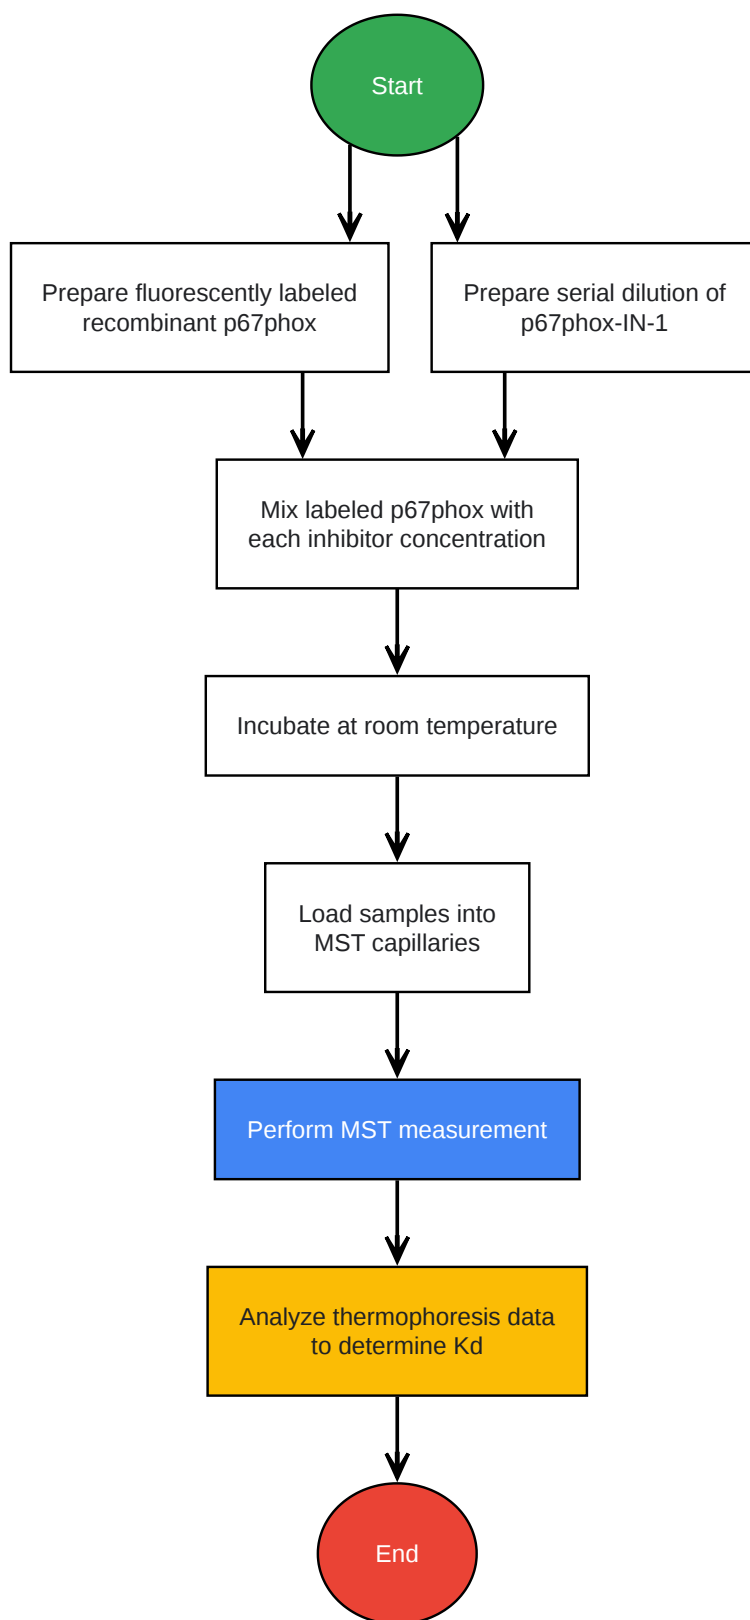 Start
Prepare fluorescently labeled
recombinant p67phox
Prepare serial dilution of
p67phox-IN-1
Mix labeled p67phox with
each inhibitor concentration
Incubate at room temperature
Load samples into
MST capillaries
Perform MST measurement
Analyze thermophoresis data
to determine Kd
End